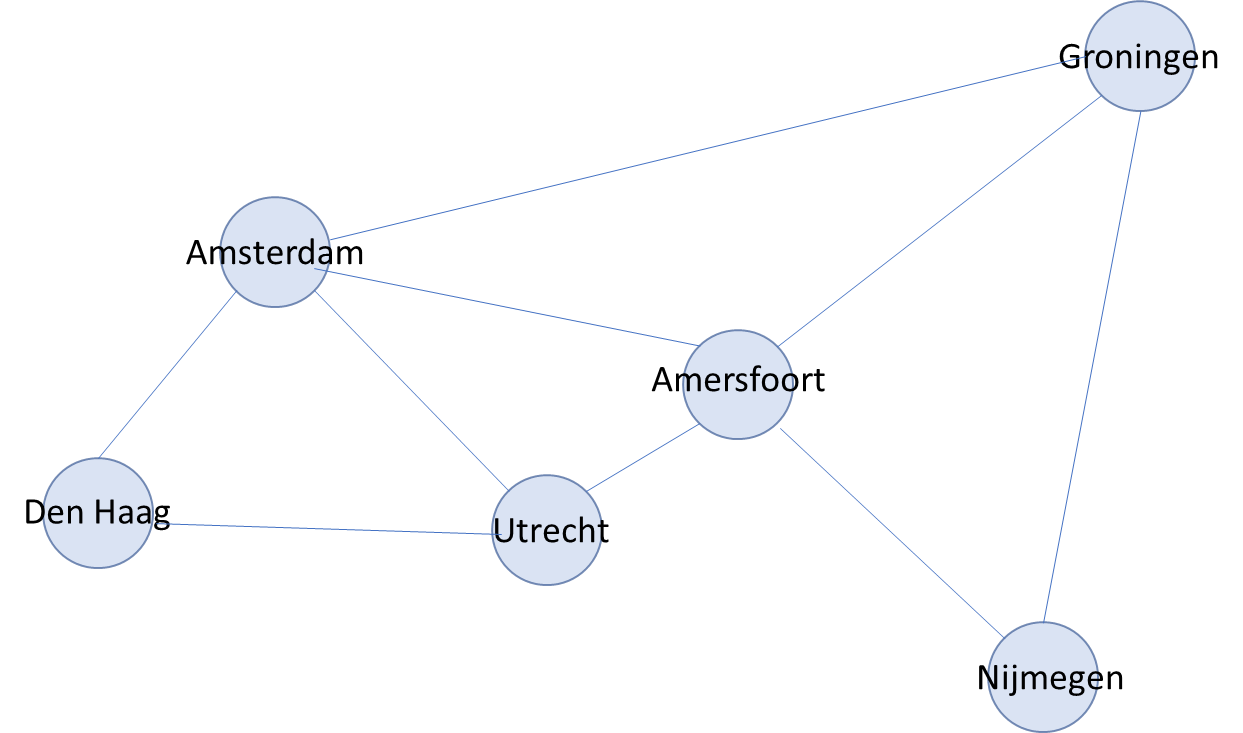 Groningen
Amsterdam
Amersfoort
Den Haag
Utrecht
Nijmegen